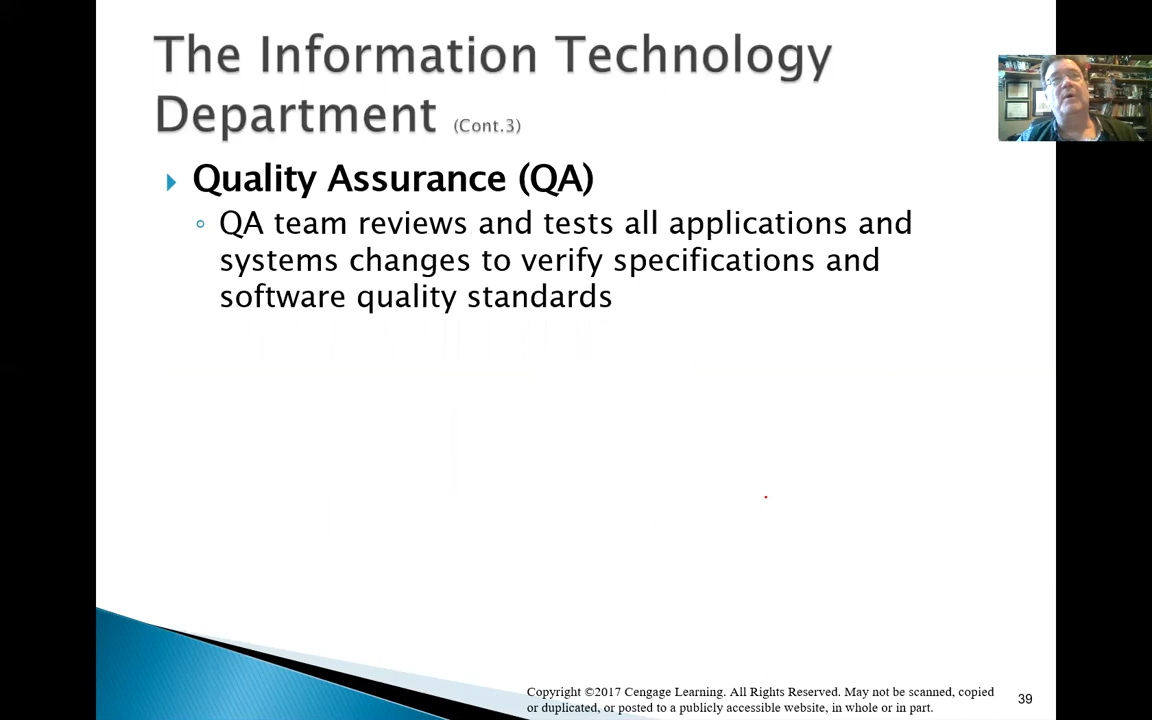 The Information Technology
Department (Cont.3)
Quality Assurance (QA)
QA team reviews and tests all applications and
systems changes to verify specifications and
software quality standards
Copyright ©2017 Cengage Learning. All Rights Reserved. May not be scanned, copied
or duplicated, or posted to a publicly accessible website, in whole or in part.
39